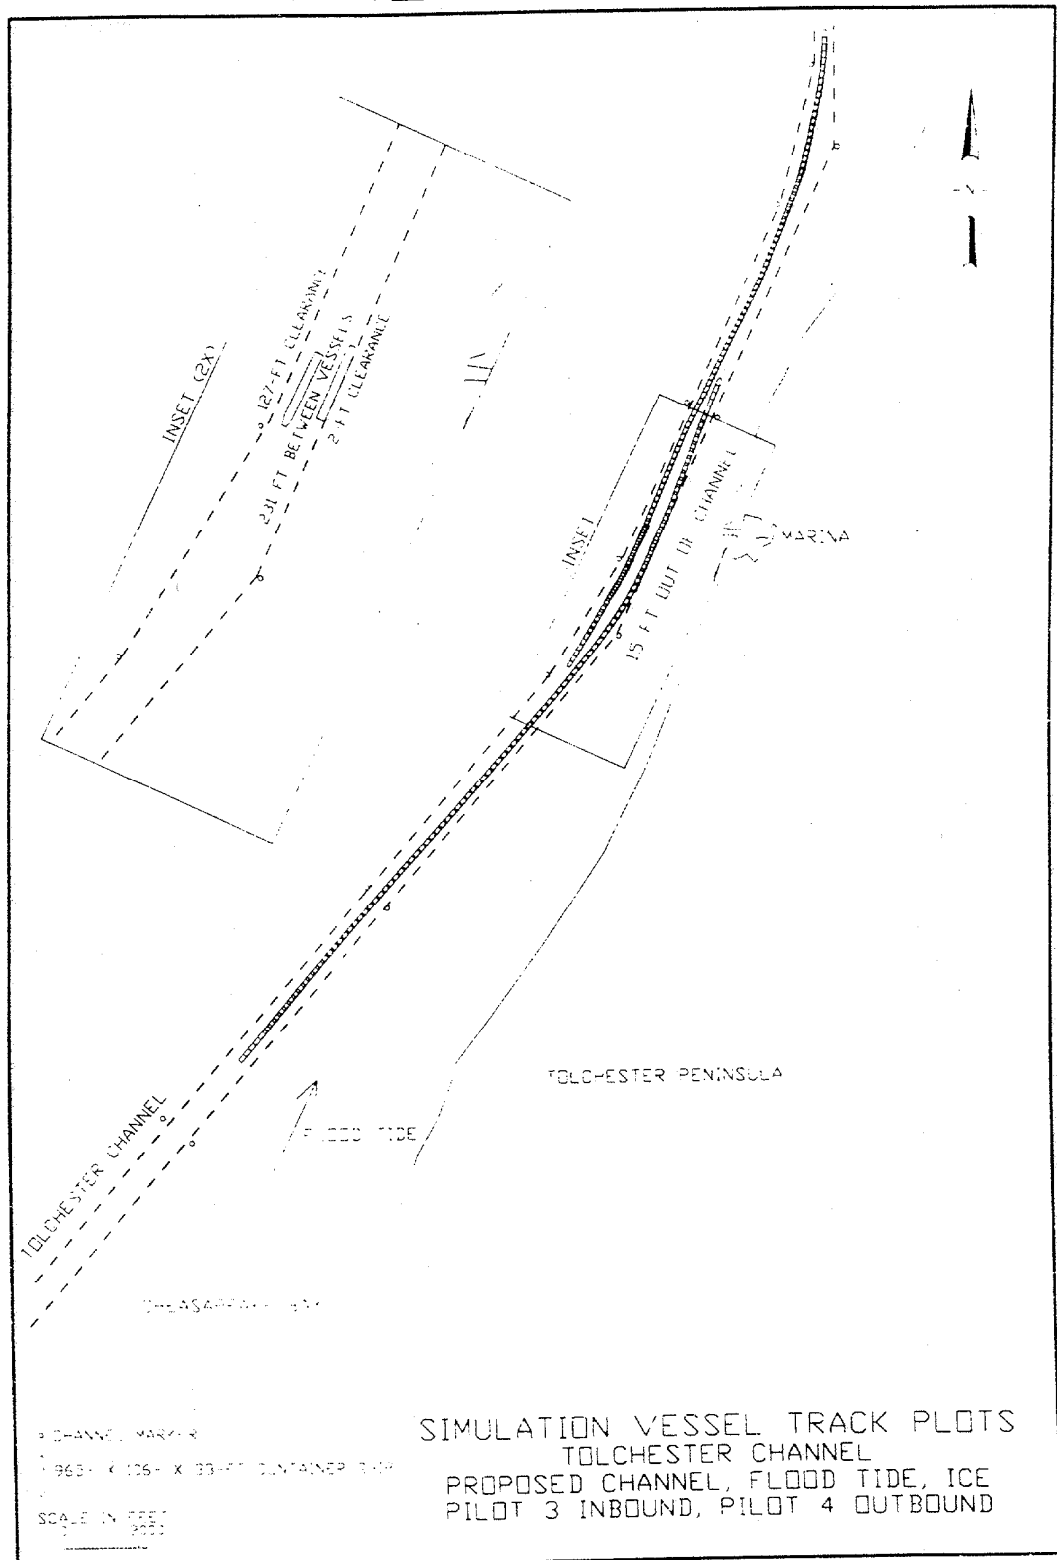 N
127-FT CLEARANCE
231 FT BETWEEN VESSELS
2-FT CLEARANCE
INSET (2X)
INSET
15 FT OUT OF CHANNEL
MARINA
TOLCHESTER PENINSULA
TIDE
TOLCHESTER CHANNEL
CHANNEL MARKER
SCALE IN FEET
SIMULATION VESSEL TRACK PLOTS
TOLCHESTER CHANNEL
PROPOSED CHANNEL, FLOOD TIDE, ICE
PILOT 3 INBOUND, PILOT 4 OUTBOUND